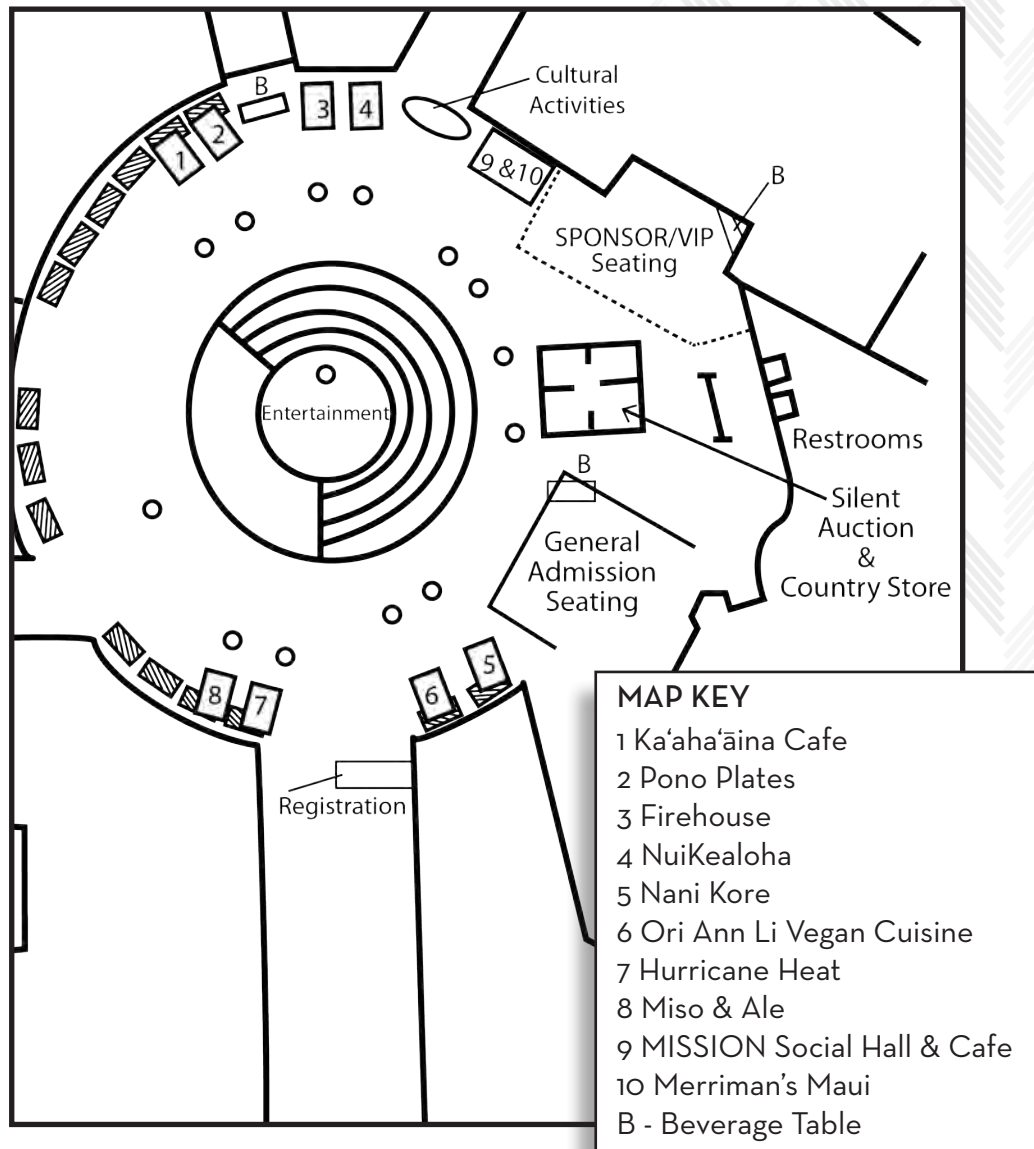 B
3
4
Cultural
Activities
2
1
9 &10
B
SPONSOR/VIP
Seating
Entertainment
Restrooms
B
Silent
Auction
&
Country Store
General
Admission
Seating
5
8
7
6
Registration
MAP KEY
1 Ka‘aha‘āina Cafe
2 Pono Plates
3 Firehouse
4 NuiKealoha
5 Nani Kore
6 Ori Ann Li Vegan Cuisine
7 Hurricane Heat
8 Miso & Ale
9 MISSION Social Hall & Cafe
10 Merriman’s Maui
B - Beverage Table